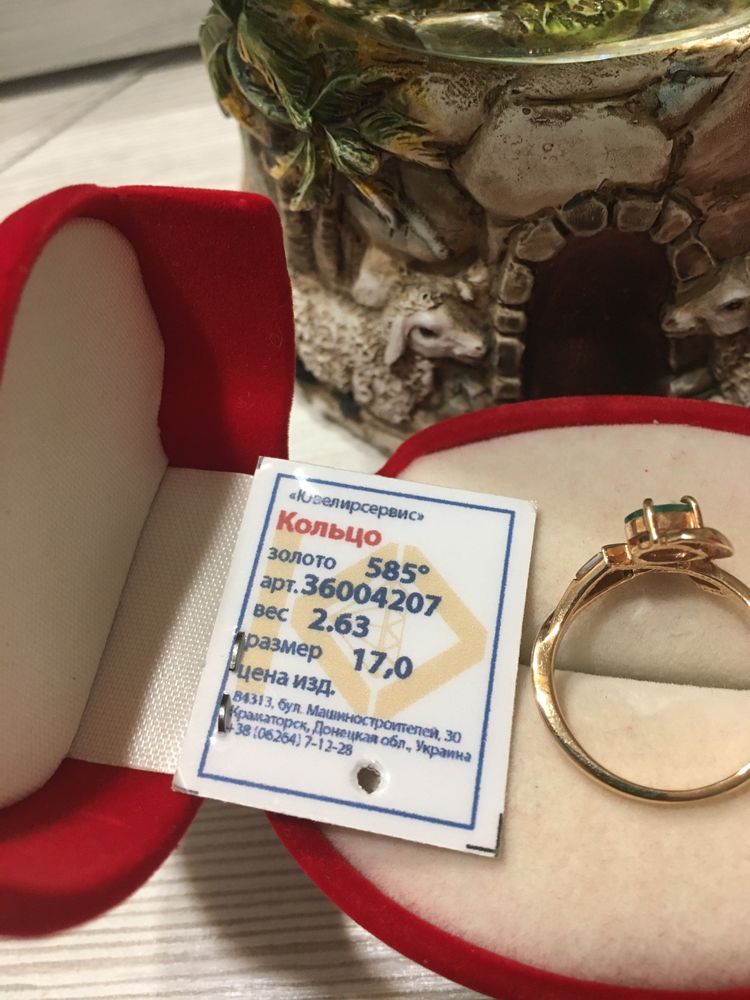 «Ювелирсервис»
Кольцо
золото 585°
арт.36004207
вес 2.63
размер 17,0
цена изд.
84313, бул. Машиностроителей, 30
Краматорск, Донецкая обл., Украина
+38 (06264) 7-12-28